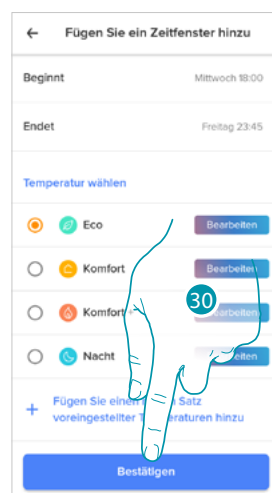 ← Fügen Sie ein Zeitfenster hinzu
Beginnt Mittwoch 18:00
Endet Freitag 23:45
Temperatur wählen
Eco Bearbeiten
Komfort Bearbeiten
30
Komfort+
Nacht
+ Fügen Sie einen Satz
voreingestellter hinzu
Bestätigen